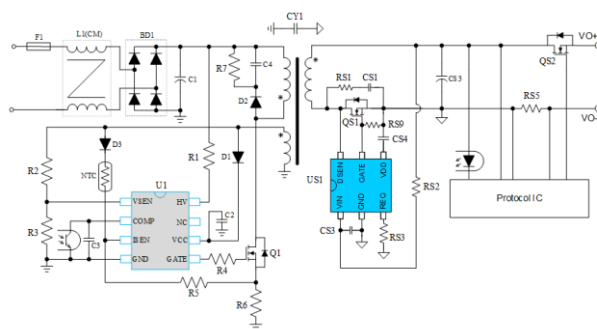 CY1
F1
L1(CM)
BD1
C1
R7
C4
D2
RS1
CS1
QS1
RS9
CS4
CS3
QS2
VO+
RS5
VO-
D3
D1
R1
R2
NTC
U1
VSEN
HV
COMP
NC
C2
VCC
GND
GATE
R3
C3
R4
Q1
R5
R6
US1
DSEN
GATE
VDD
VIN
GND
REG
CS3
RS3
RS2
Protocol IC